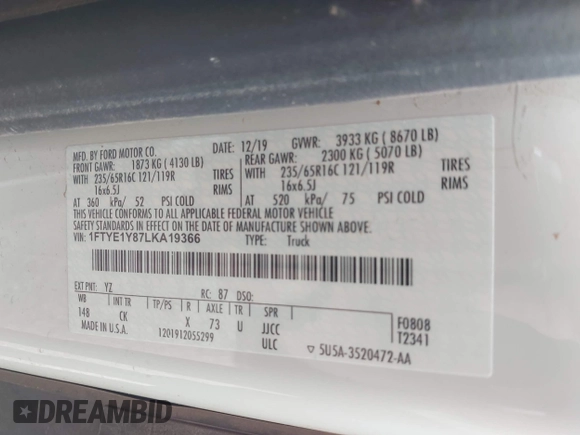 MFD. BY FORD MOTOR CO.
DATE: 12/19 GVWR: 3933 KG ( 8670 LB)
FRONT GAWR: 1873 KG ( 4130 LB) REAR GAWR: 2300 KG ( 5070 LB)
WITH 235/65R16C 121/119R TIRES WITH 235/65R16C 121/119R TIRES
16x6.5J RIMS 16x6.5J RIMS
AT 360 kPa/ 52 PSI COLD AT 520 kPa/ 75 PSI COLD
THIS VEHICLE CONFORMS TO ALL APPLICABLE FEDERAL MOTOR VEHICLE
SAFETY STANDARDS IN EFFECT ON THE DATE OF MANUFACTURE SHOWN ABOVE.
VIN: 1FTYE1Y87LKA19366 TYPE: Truck
EXT PNT: YZ RC: 87 DSO:
WB INT TR TP/PS R AXLE TR SPR
148 CK X 73 U JJCC F0808
MADE IN U.S.A. 1201912055299 ULC T2341
5U5A-3520472-AA
DREAMBID